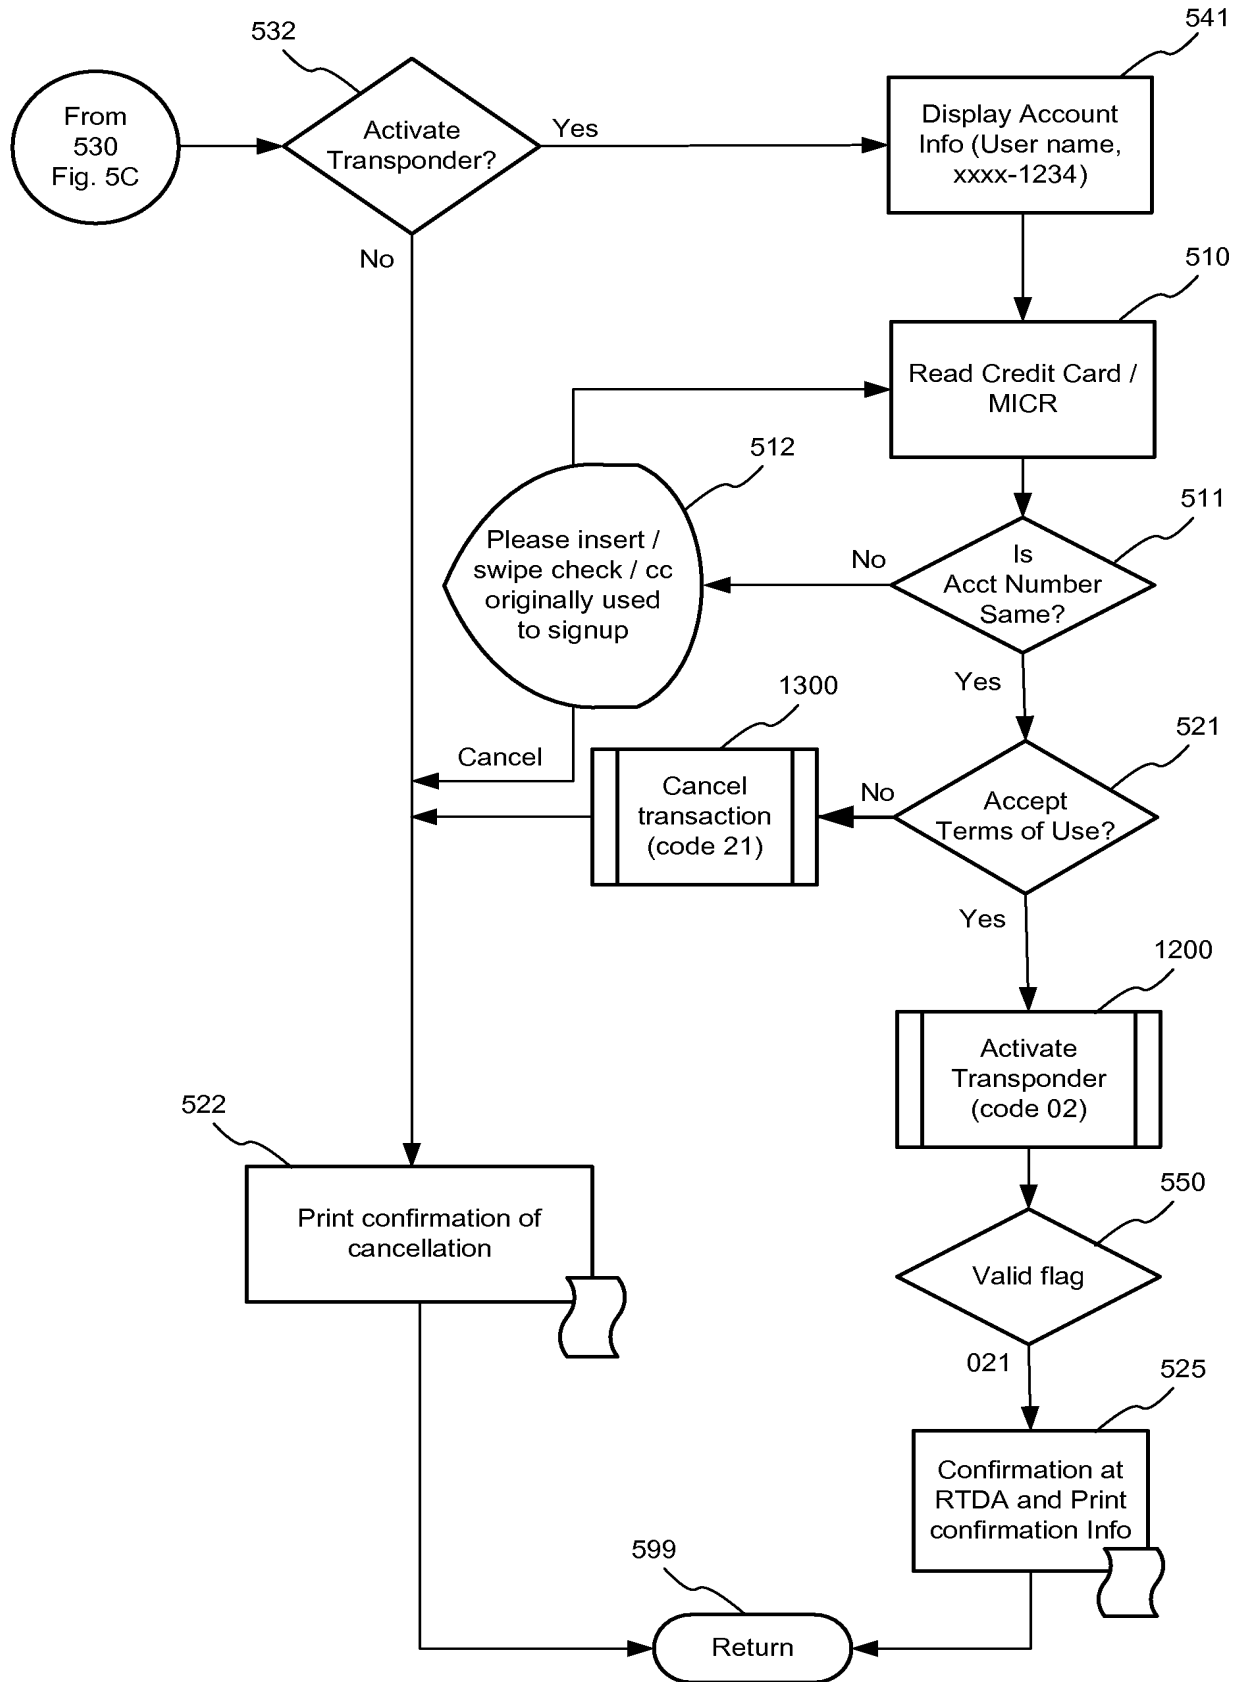 532
541
From
530
Fig. 5C
Activate
Transponder?
Yes
No
Display Account
Info (User name,
xxxx-1234)
510
Read Credit Card /
MICR
512
Please insert /
swipe check / cc
originally used
to signup
511
Is
Acct Number
Same?
No
Yes
Cancel
1300
Cancel
transaction
(code 21)
521
Accept
Terms of Use?
No
Yes
1200
Activate
Transponder
(code 02)
522
Print confirmation of
cancellation
550
Valid flag
021
525
Confirmation at
RTDA and Print
confirmation Info
599
Return